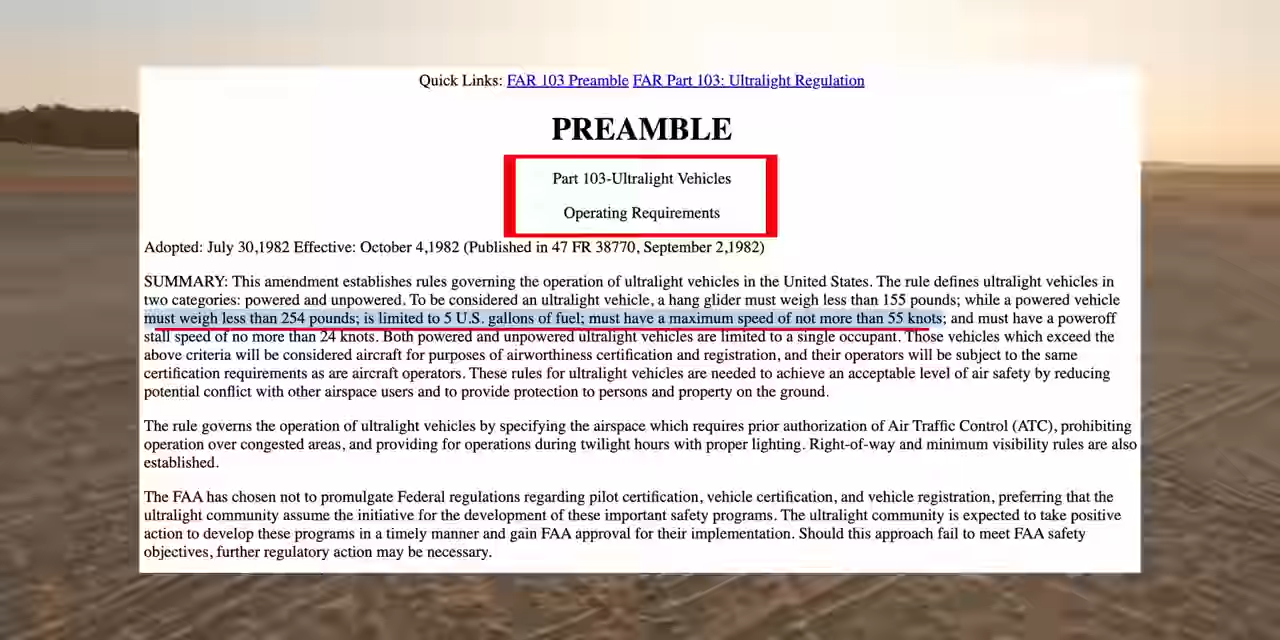 Quick Links: FAR 103 Preamble FAR Part 103: Ultralight Regulation
PREAMBLE
Part 103-Ultralight Vehicles
Operating Requirements
Adopted: July 30,1982 Effective: October 4,1982 (Published in 47 FR 38770, September 2,1982)
SUMMARY: This amendment establishes rules governing the operation of ultralight vehicles in the United States. The rule defines ultralight vehicles in
two categories: powered and unpowered. To be considered an ultralight vehicle, a hang glider must weigh less than 155 pounds; while a powered vehicle
must weigh less than 254 pounds; is limited to 5 U.S. gallons of fuel; must have a maximum speed of not more than 55 knots; and must have a poweroff
stall speed of no more than 24 knots. Both powered and unpowered ultralight vehicles are limited to a single occupant. Those vehicles which exceed the
above criteria will be considered aircraft for purposes of airworthiness certification and registration, and their operators will be subject to the same
certification requirements as are aircraft operators. These rules for ultralight vehicles are needed to achieve an acceptable level of air safety by reducing
potential conflict with other airspace users and to provide protection to persons and property on the ground.
The rule governs the operation of ultralight vehicles by specifying the airspace which requires prior authorization of Air Traffic Control (ATC), prohibiting
operation over congested areas, and providing for operations during twilight hours with proper lighting. Right-of-way and minimum visibility rules are also
established.
The FAA has chosen not to promulgate Federal regulations regarding pilot certification, vehicle certification, and vehicle registration, preferring that the
ultralight community assume the initiative for the development of these important safety programs. The ultralight community is expected to take positive
action to develop these programs in a timely manner and gain FAA approval for their implementation. Should this approach fail to meet FAA safety
objectives, further regulatory action may be necessary.